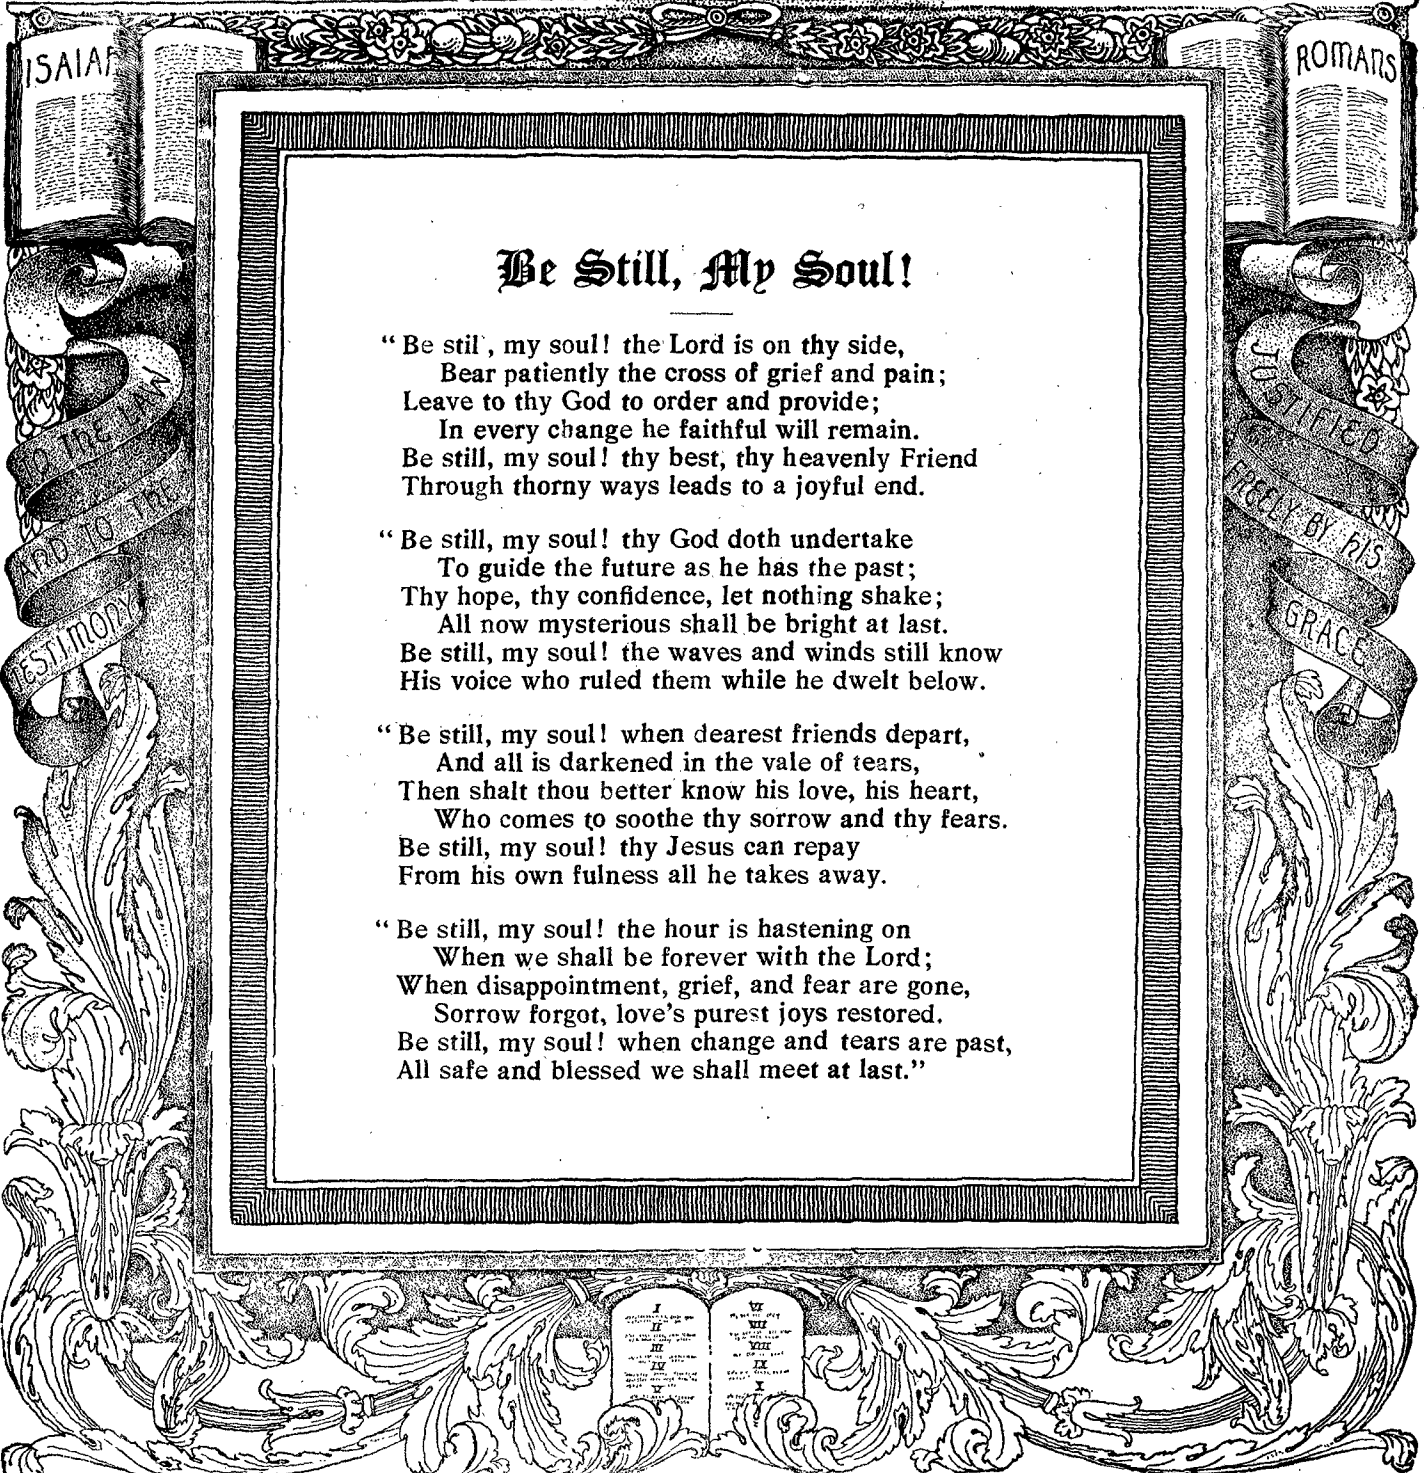 ISAIAH
ROMANS
TO THE LAW
AND TO THE
TESTIMONY
JUSTIFIED
FREELY BY HIS
GRACE
Be Still, My Soul!
“ Be still, my soul! the Lord is on thy side,
Bear patiently the cross of grief and pain;
Leave to thy God to order and provide;
In every change he faithful will remain.
Be still, my soul! thy best, thy heavenly Friend
Through thorny ways leads to a joyful end.
“ Be still, my soul! thy God doth undertake
To guide the future as he has the past;
Thy hope, thy confidence, let nothing shake;
All now mysterious shall be bright at last.
Be still, my soul! the waves and winds still know
His voice who ruled them while he dwelt below.
“ Be still, my soul! when dearest friends depart,
And all is darkened in the vale of tears,
Then shalt thou better know his love, his heart,
Who comes to soothe thy sorrow and thy fears.
Be still, my soul! thy Jesus can repay
From his own fulness all he takes away.
“ Be still, my soul! the hour is hastening on
When we shall be forever with the Lord;
When disappointment, grief, and fear are gone,
Sorrow forgot, love’s purest joys restored.
Be still, my soul! when change and tears are past,
All safe and blessed we shall meet at last.”
I
II
III
IV
V
VI
VII
VIII
IX
X